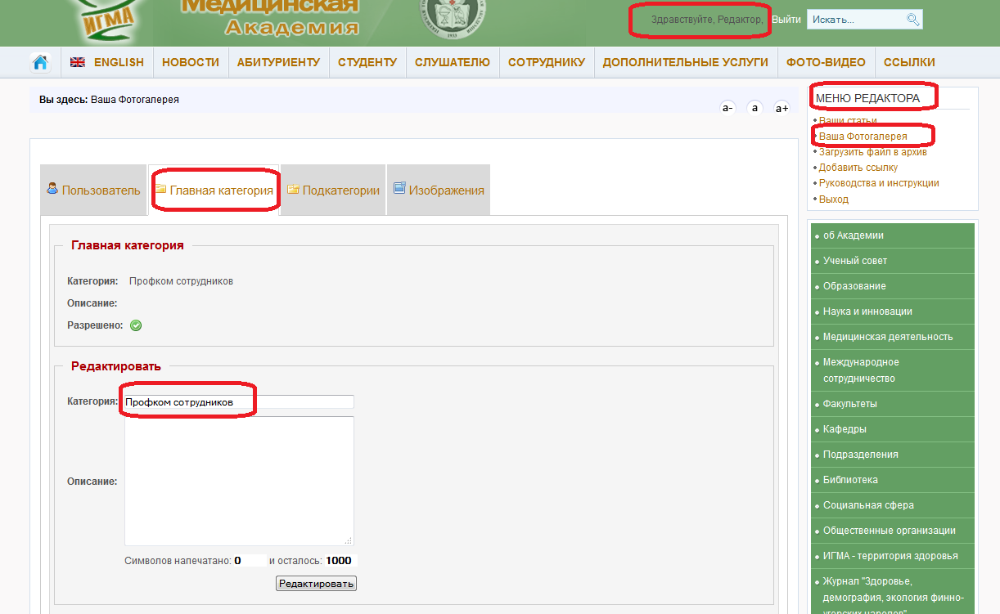 Медицинская
ИГМА
Академия
1933
Здравствуйте, Редактор,
Выйти
Искать...
ENGLISH
НОВОСТИ
АБИТУРИЕНТУ
СТУДЕНТУ
СЛУШАТЕЛЮ
СОТРУДНИКУ
ДОПОЛНИТЕЛЬНЫЕ УСЛУГИ
ФОТО-ВИДЕО
ССЫЛКИ
Вы здесь: Ваша Фотогалерея
a-
a
a+
Пользователь
Главная категория
Подкатегории
Изображения
Главная категория
Категория: Профком сотрудников
Описание:
Разрешено:
Редактировать
Категория: Профком сотрудников
Описание:
Символов напечатано: 0 и осталось: 1000
Редактировать
МЕНЮ РЕДАКТОРА
Ваши статьи
Ваша Фотогалерея
Загрузить файл в архив
Добавить ссылку
Руководства и инструкции
Выход
об Академии
Ученый совет
Образование
Наука и инновации
Медицинская деятельность
Международное
сотрудничество
Факультеты
Кафедры
Подразделения
Библиотека
Социальная сфера
Общественные организации
ИГМА - территория здоровья
Журнал "Здоровье,
демография, экология финно-
угорских народов"